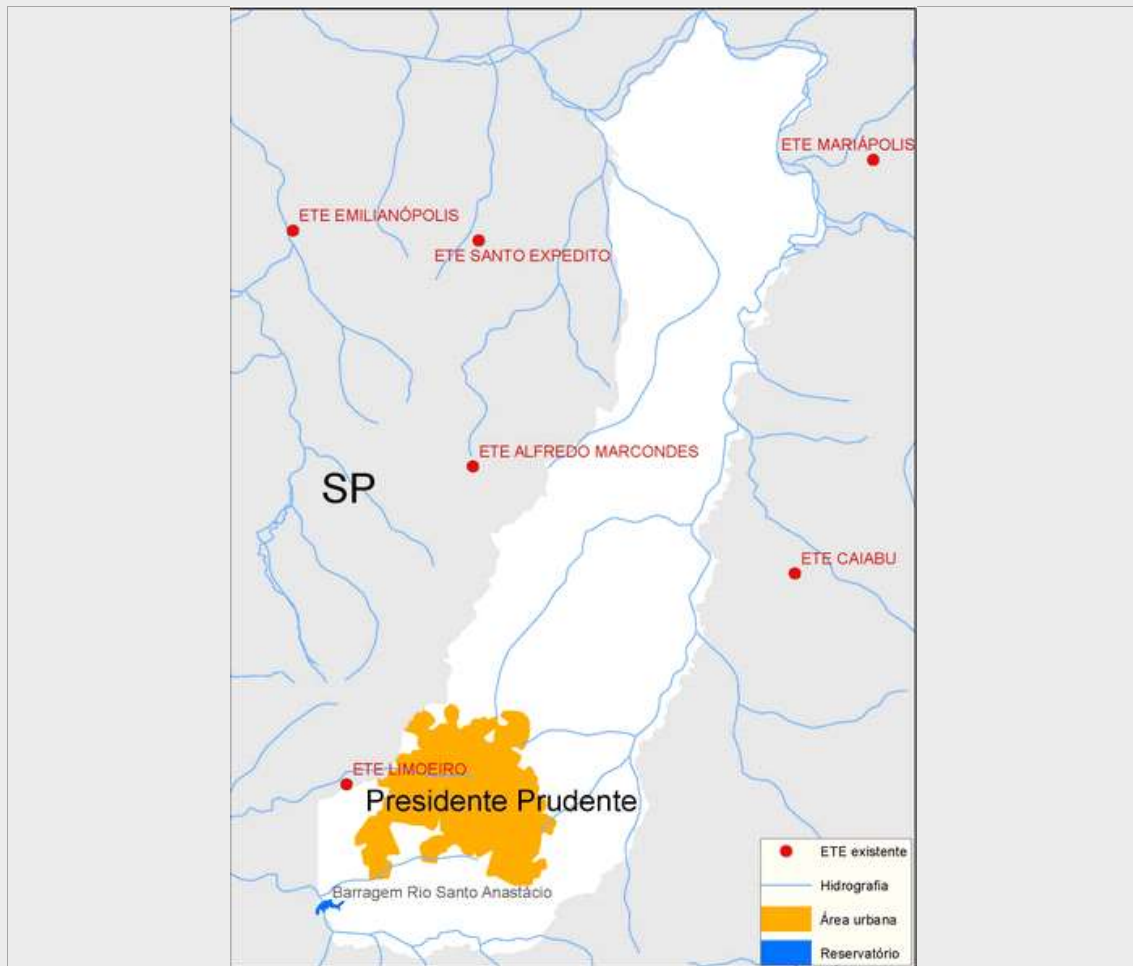 ETE MARIÁPOLIS
ETE EMILIANÓPOLIS
ETE SANTO EXPEDITO
ETE ALFREDO MARCONDES
SP
ETE CAIABU
ETE LIMOEIRO
Presidente Prudente
Barragem Rio Santo Anastácio
ETE existente
Hidrografia
Área urbana
Reservatório